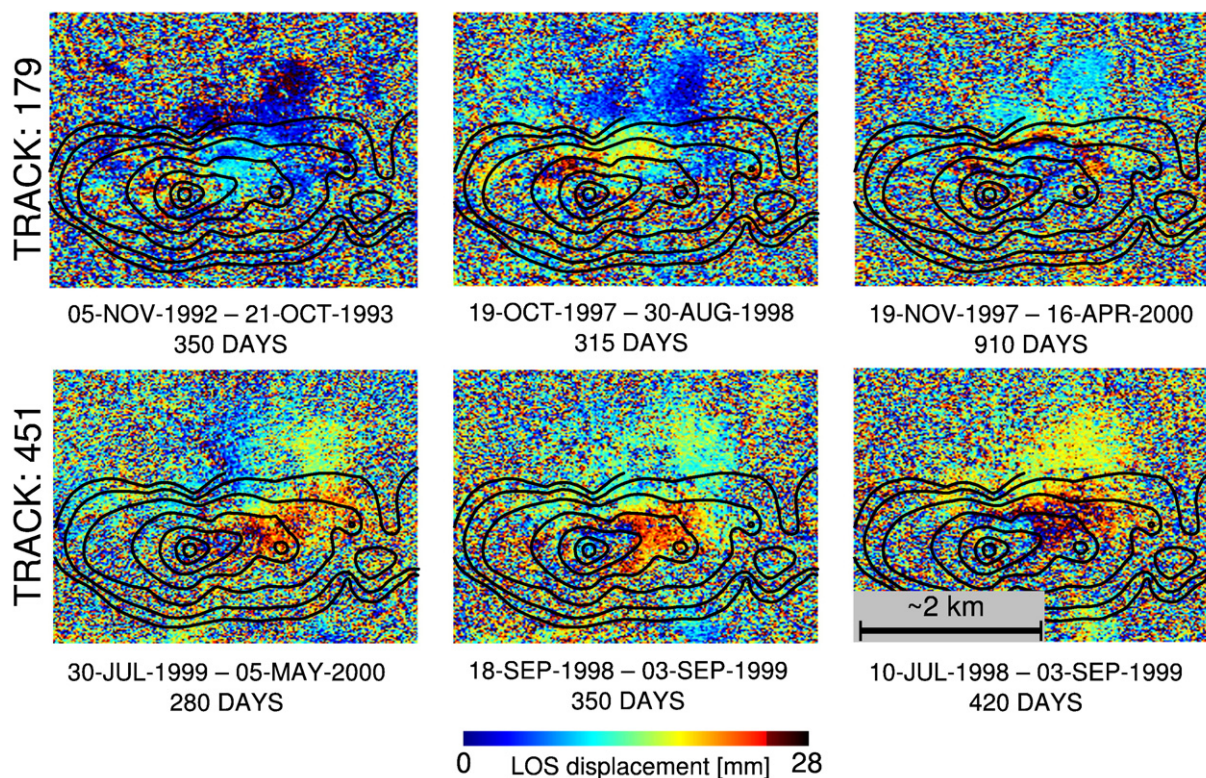 TRACK: 179
05-NOV-1992 – 21-OCT-1993
350 DAYS
19-OCT-1997 – 30-AUG-1998
315 DAYS
19-NOV-1997 – 16-APR-2000
910 DAYS
TRACK: 451
~2 km
30-JUL-1999 – 05-MAY-2000
280 DAYS
18-SEP-1998 – 03-SEP-1999
350 DAYS
10-JUL-1998 – 03-SEP-1999
420 DAYS
0 LOS displacement [mm] 28